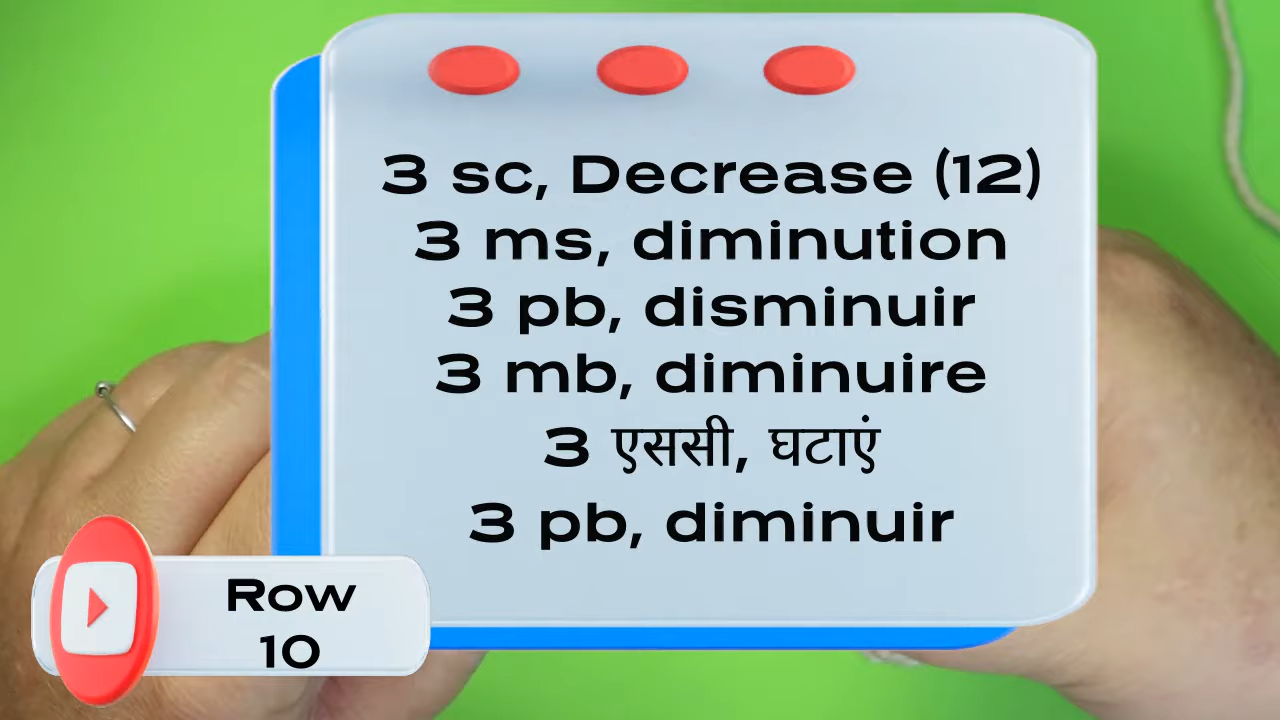 3 sc, Decrease (12)
3 ms, diminution
3 pb, disminuir
3 mb, diminuire
3 एससी, घटाएं
3 pb, diminuir
Row
10